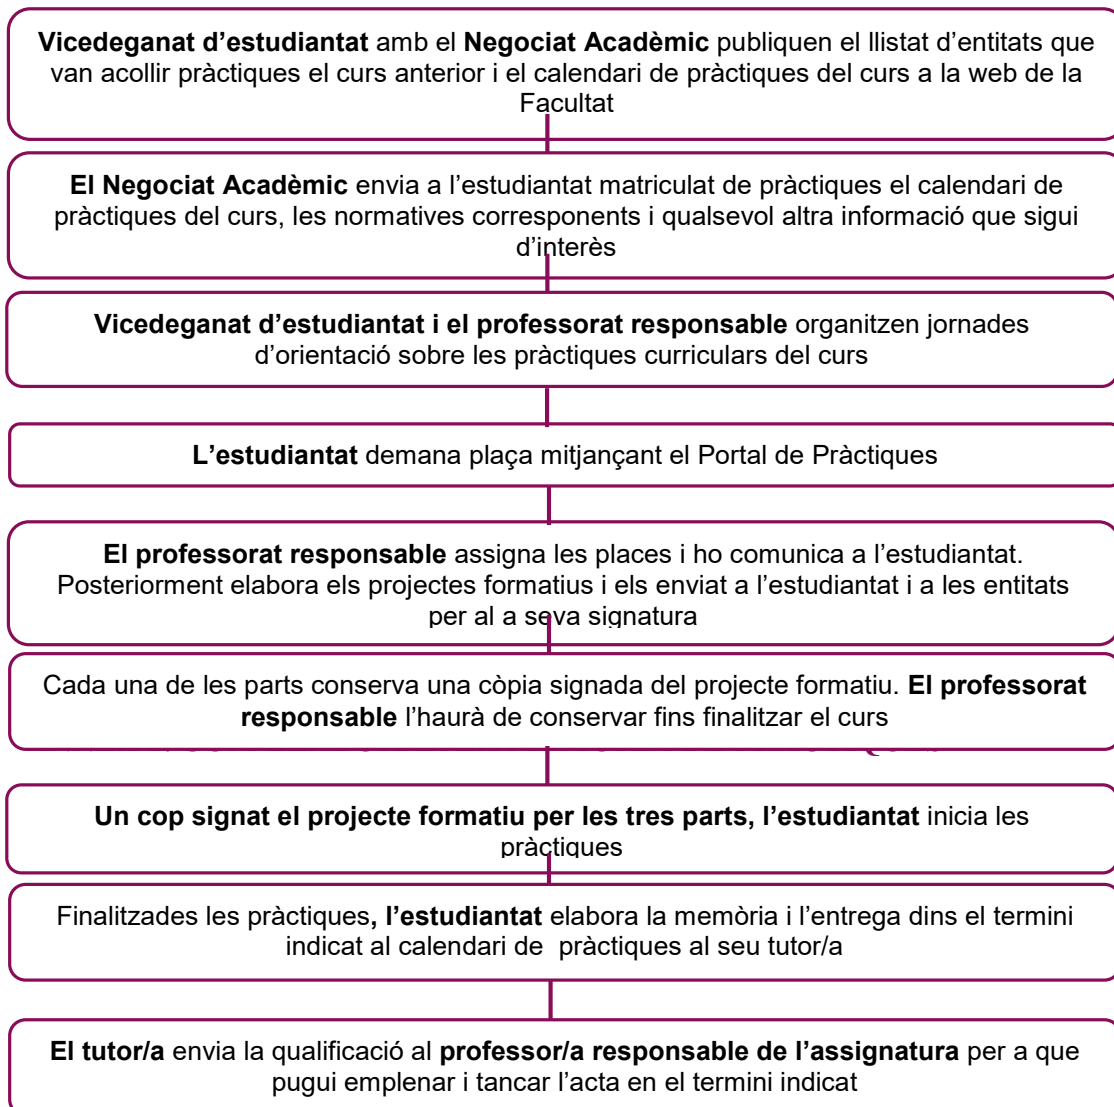 Vicedeganat d’estudiantat amb el Negociat Acadèmic publiquen el llistat d’entitats que
van acollir pràctiques el curs anterior i el calendari de pràctiques del curs a la web de la
Facultat
El Negociat Acadèmic envia a l’estudiantat matriculat de pràctiques el calendari de
pràctiques del curs, les normatives corresponents i qualsevol altra informació que sigui
d’interès
Vicedeganat d’estudiantat i el professorat responsable organitzen jornades
d’orientació sobre les pràctiques curriculars del curs
L’estudiantat demana plaça mitjançant el Portal de Pràctiques
El professorat responsable assigna les places i ho comunica a l’estudiantat.
Posteriorment elabora els projectes formatius i els enviat a l’estudiantat i a les entitats
per al a seva signatura
Cada una de les parts conserva una còpia signada del projecte formatiu. El professorat
responsable l’haurà de conservar fins finalitzar el curs
Un cop signat el projecte formatiu per les tres parts, l’estudiantat inicia les
pràctiques
Finalitzades les pràctiques, l’estudiantat elabora la memòria i l’entrega dins el termini
indicat al calendari de  pràctiques al seu tutor/a
El tutor/a envia la qualificació al professor/a responsable de l’assignatura per a que
pugui emplenar i tancar l’acta en el termini indicat